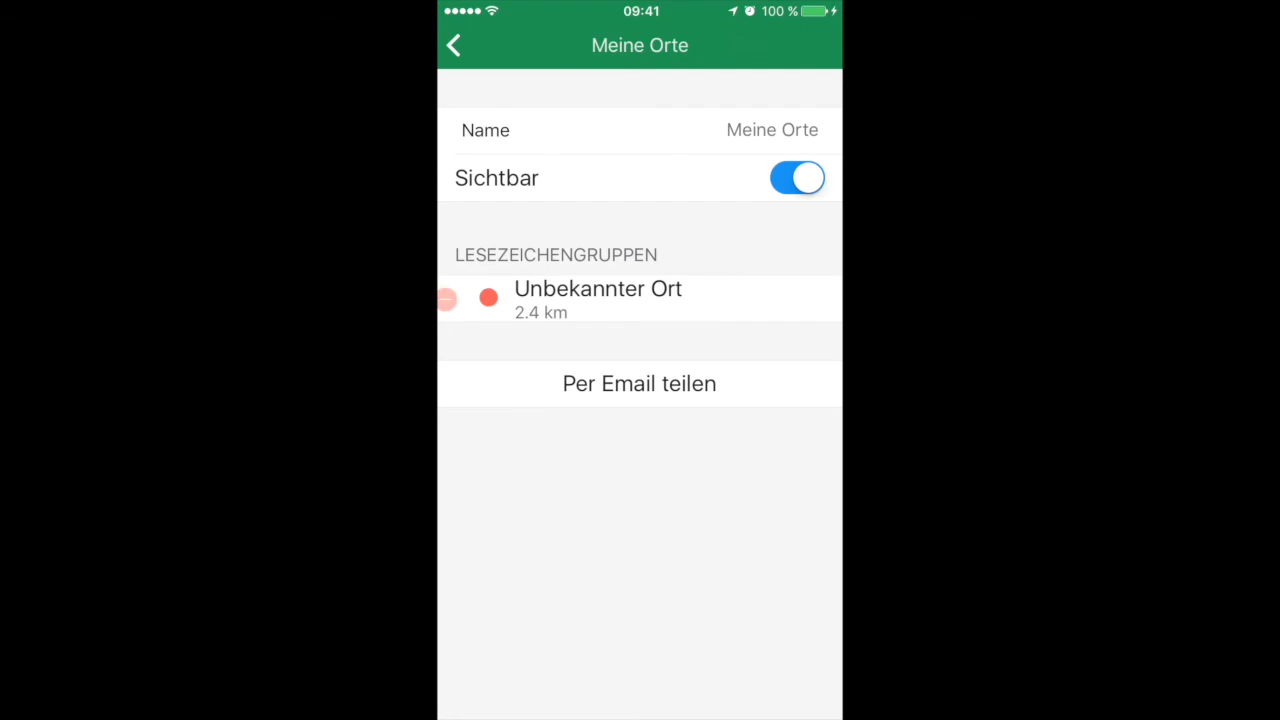 09:41
100 %
Meine Orte
Name
Meine Orte
Sichtbar
LESEZEICHENGRUPPEN
Unbekannter Ort
2.4 km
Per Email teilen